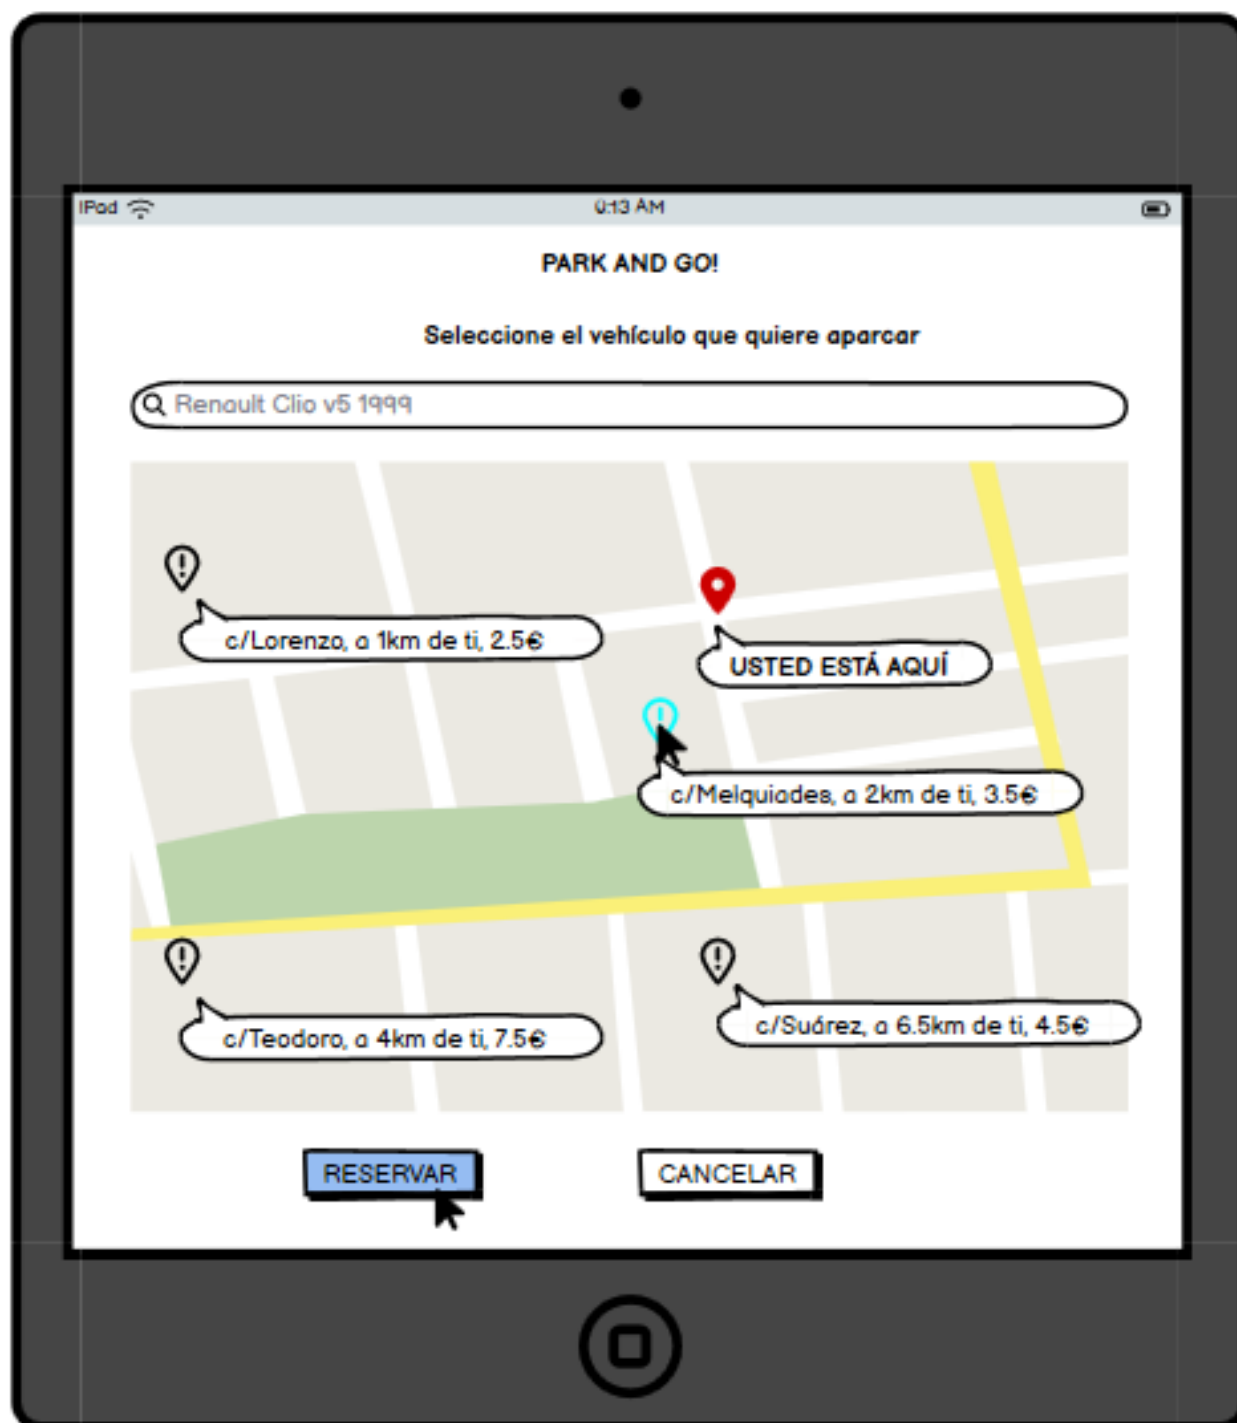 iPad
0:13 AM
PARK AND GO!
Seleccione el vehículo que quiere aparcar
Renault Clio v5 1999
c/Lorenzo, a 1km de ti, 2.5€
USTED ESTÁ AQUÍ
c/Melquiades, a 2km de ti, 3.5€
c/Teodoro, a 4km de ti, 7.5€
c/Suárez, a 6.5km de ti, 4.5€
RESERVAR
CANCELAR